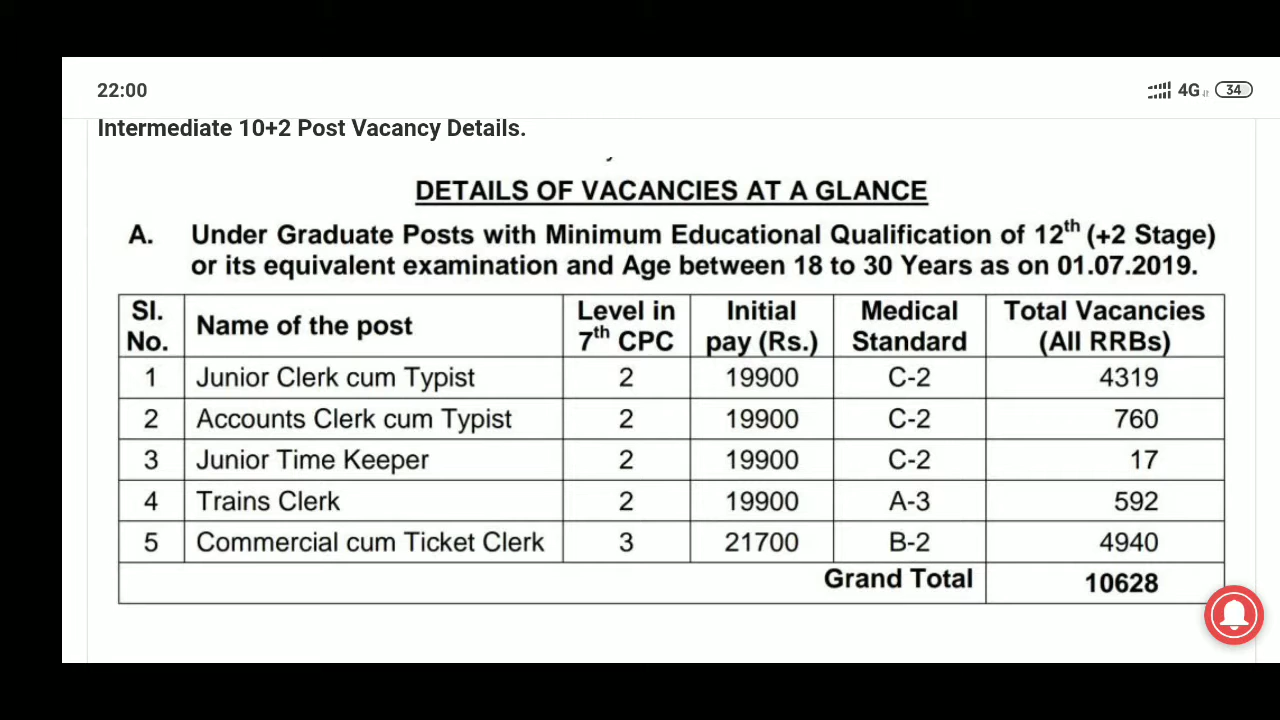 22:00 4G 34
Intermediate 10+2 Post Vacancy Details.
DETAILS OF VACANCIES AT A GLANCE
A. Under Graduate Posts with Minimum Educational Qualification of 12th (+2 Stage)
or its equivalent examination and Age between 18 to 30 Years as on 01.07.2019.
Sl. No. Name of the post Level in 7th CPC Initial pay (Rs.) Medical Standard Total Vacancies (All RRBs)
1 Junior Clerk cum Typist 2 19900 C-2 4319
2 Accounts Clerk cum Typist 2 19900 C-2 760
3 Junior Time Keeper 2 19900 C-2 17
4 Trains Clerk 2 19900 A-3 592
5 Commercial cum Ticket Clerk 3 21700 B-2 4940
Grand Total 10628